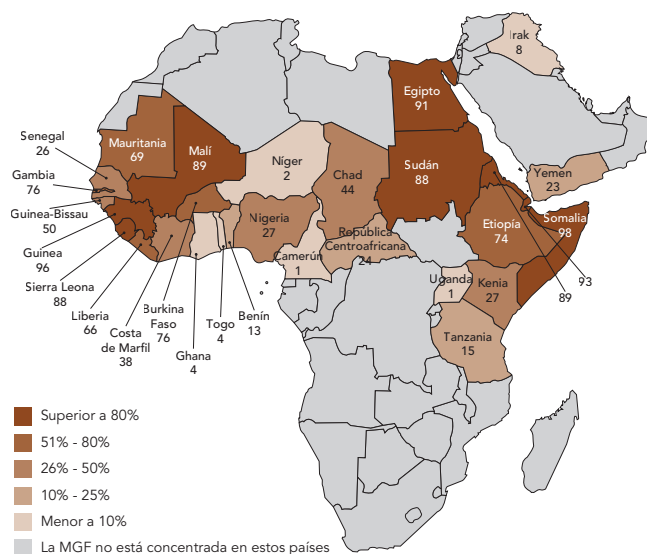 Irak
8
Egipto
91
Senegal
26
Mauritania
69
Malí
89
Níger
2
Chad
44
Sudán
88
Yemen
23
Gambia
76
Guinea-Bissau
50
Nigeria
27
República
Centroafricana
24
Etiopía
74
Somalia
98
Guinea
96
Camerún
1
Uganda
1
Kenia
27
93
89
Sierra Leona
88
Liberia
66
Burkina
Faso
76
Togo
4
Benín
13
Costa
de Marfil
38
Ghana
4
Tanzania
15
Superior a 80%
51% - 80%
26% - 50%
10% - 25%
Menor a 10%
La MGF no está concentrada en estos países